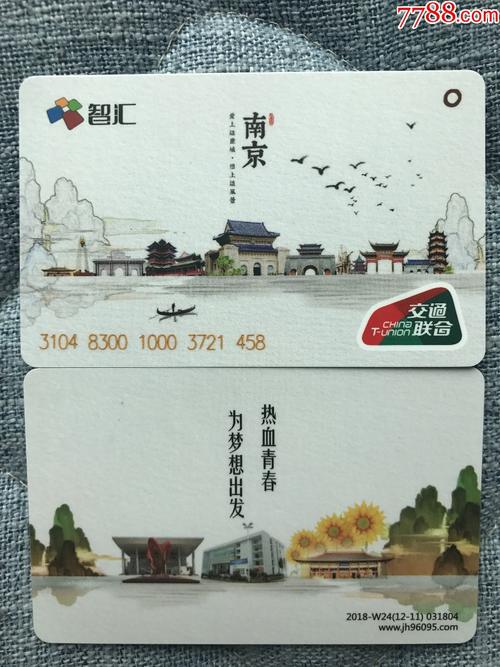 7788.com
智汇
南京
爱上这座城·恋上这道景
3104 8300 1000 3721 458
交通
CHINA
联合
T-UNION
热血青春
为梦想出发
2018-W24(12-11) 031804
www.jh96095.com